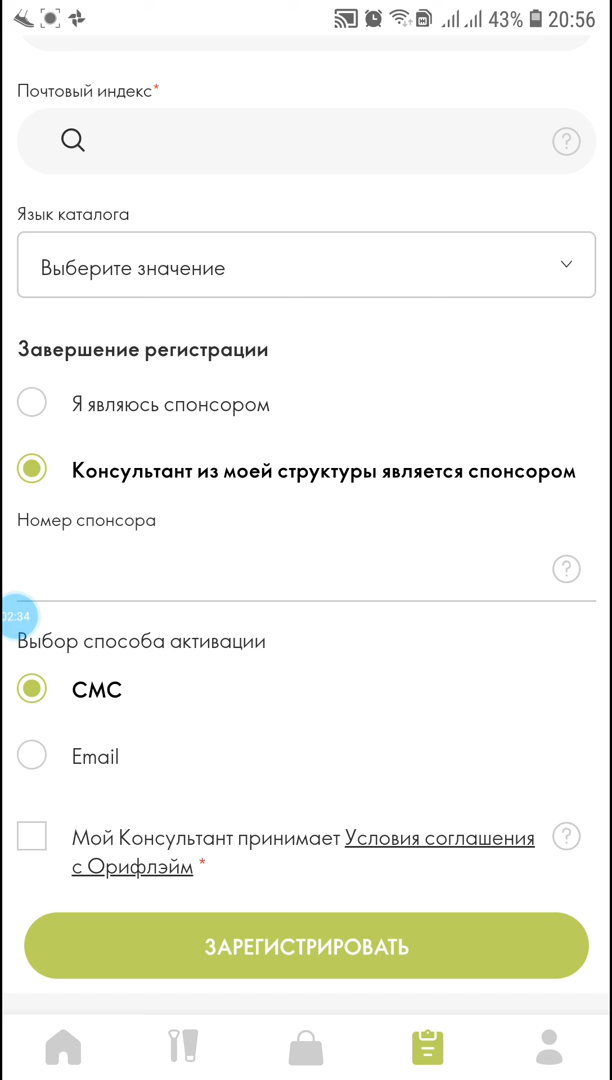 43% 20:56
Почтовый индекс*
Язык каталога
Выберите значение
Завершение регистрации
Я являюсь спонсором
Консультант из моей структуры является спонсором
Номер спонсора
02:34
Выбор способа активации
СМС
Email
Мой Консультант принимает Условия соглашения
с Орифлэйм *
ЗАРЕГИСТРИРОВАТЬ